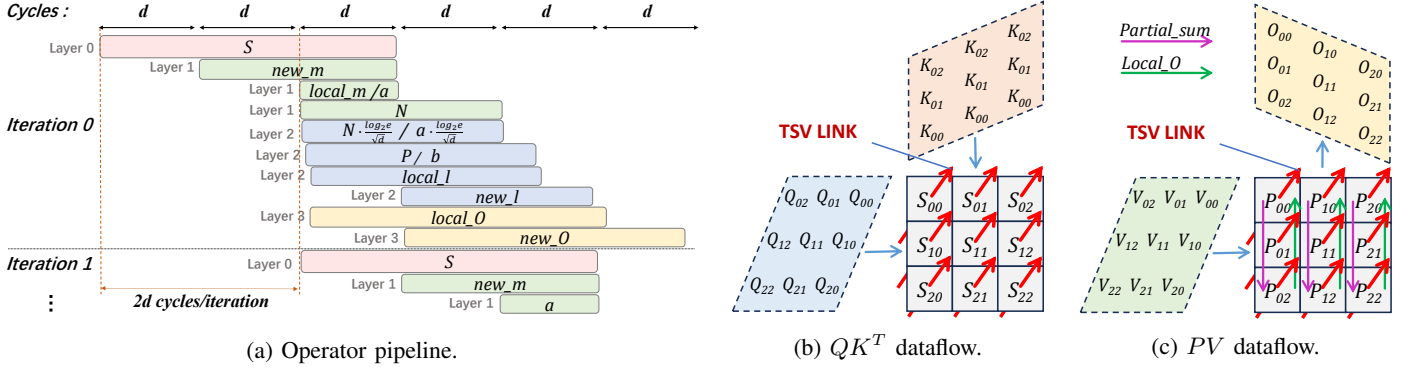 Cycles : d d d d d d
Layer 0 S
Layer 1 new_m
Layer 1 local_m /a
Layer 1 N
Iteration 0
Layer 2 N · log₂e/√d / a · log₂e/√d
Layer 2 P / b
Layer 2 local_l
Layer 2 new_l
Layer 3 local_O
Layer 3 new_O
Iteration 1 Layer 0 S
Layer 1 new_m
2d cycles/iteration Layer 1 a
⋮
(a) Operator pipeline.
K02
K02 K01
K02 K01 K00
K01 K00
K00
TSV LINK
Q02 Q01 Q00
Q12 Q11 Q10
Q22 Q21 Q20
S00 S01 S02
S10 S11 S12
S20 S21 S22
(b) QKᵀ dataflow.
Partial_sum
Local_O
O00 O10 O20
O01 O11 O21
O02 O12 O22
TSV LINK
V02 V01 V00
V12 V11 V10
V22 V21 V20
P00 P10 P20
P01 P11 P21
P02 P12 P22
(c) PV dataflow.